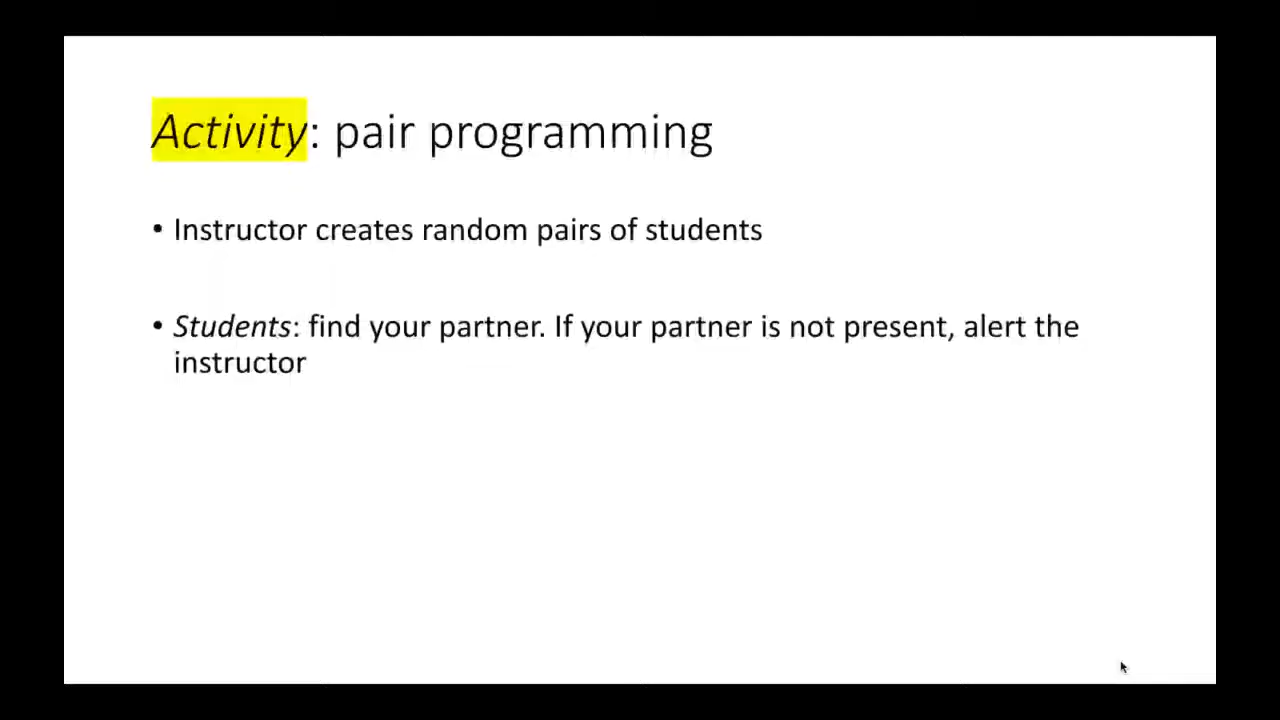 Activity: pair programming
• Instructor creates random pairs of students
• Students: find your partner. If your partner is not present, alert the
instructor